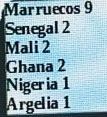 Marruecos 9
Senegal 2
Mali 2
Ghana 2
Nigeria 1
Argelia 1